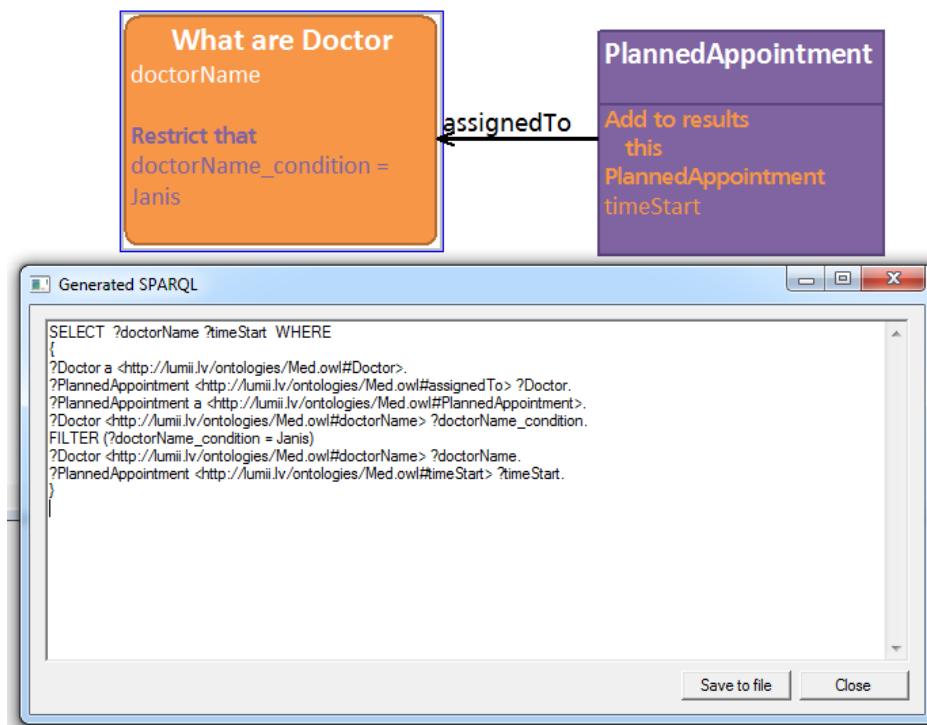 What are Doctor
doctorName
Restrict that
doctorName_condition =
Janis
assignedTo
PlannedAppointment
Add to results
this
PlannedAppointment
timeStart
Generated SPARQL
SELECT ?doctorName ?timeStart WHERE
{
?Doctor a <http://lumii.lv/ontologies/Med.owl#Doctor>.
?PlannedAppointment <http://lumii.lv/ontologies/Med.owl#assignedTo> ?Doctor.
?PlannedAppointment a <http://lumii.lv/ontologies/Med.owl#PlannedAppointment>.
?Doctor <http://lumii.lv/ontologies/Med.owl#doctorName> ?doctorName_condition.
FILTER (?doctorName_condition = Janis)
?Doctor <http://lumii.lv/ontologies/Med.owl#doctorName> ?doctorName.
?PlannedAppointment <http://lumii.lv/ontologies/Med.owl#timeStart> ?timeStart.
}
Save to file
Close